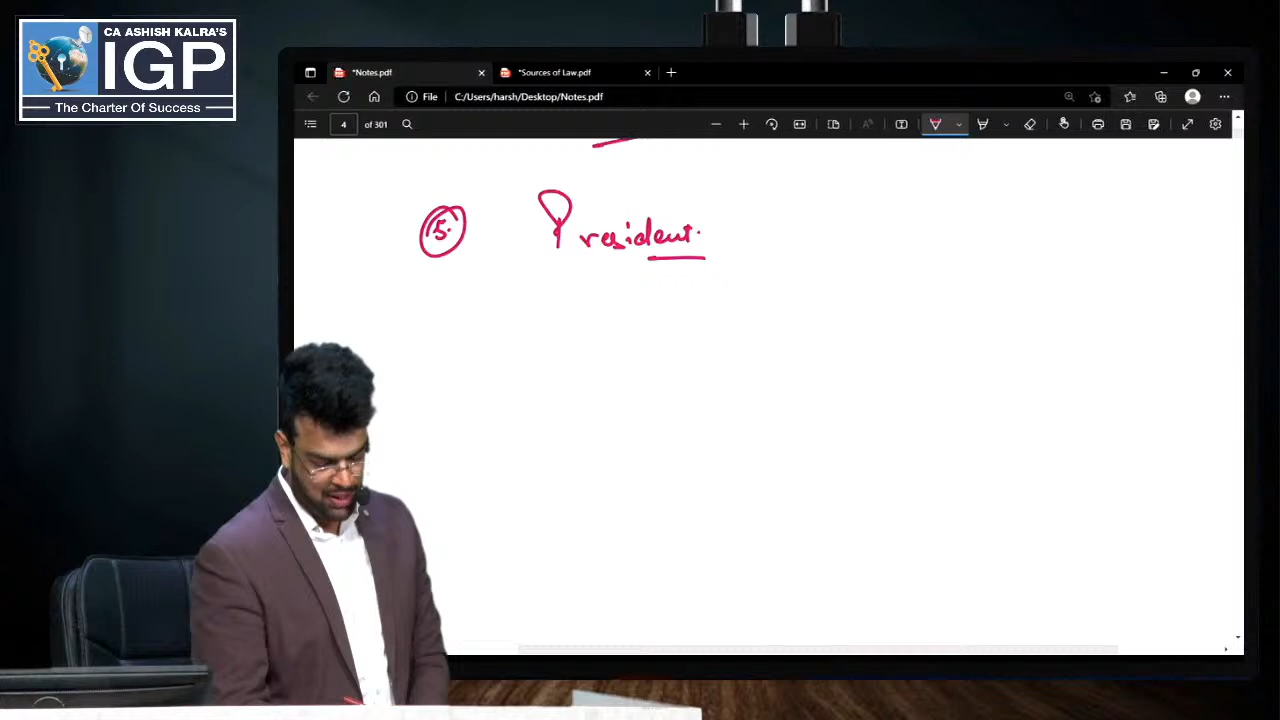 CA ASHISH KALRA'S
IGP
The Charter Of Success
*Notes.pdf
*Sources of Law.pdf
File C:/Users/harsh/Desktop/Notes.pdf
4 of 301
5. President.